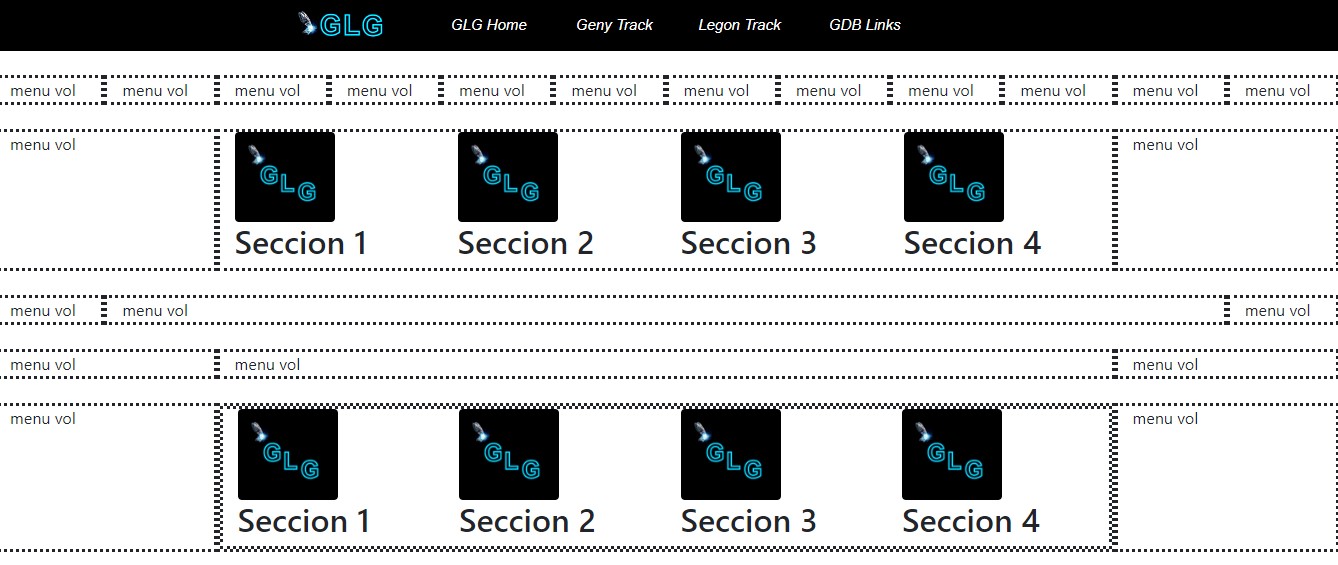 GLG GLG Home Geny Track Legon Track GDB Links
menu vol menu vol menu vol menu vol menu vol menu vol menu vol menu vol menu vol menu vol menu vol menu vol
menu vol GLG GLG GLG GLG menu vol
Seccion 1 Seccion 2 Seccion 3 Seccion 4
menu vol menu vol menu vol
menu vol menu vol menu vol
menu vol GLG GLG GLG GLG menu vol
Seccion 1 Seccion 2 Seccion 3 Seccion 4